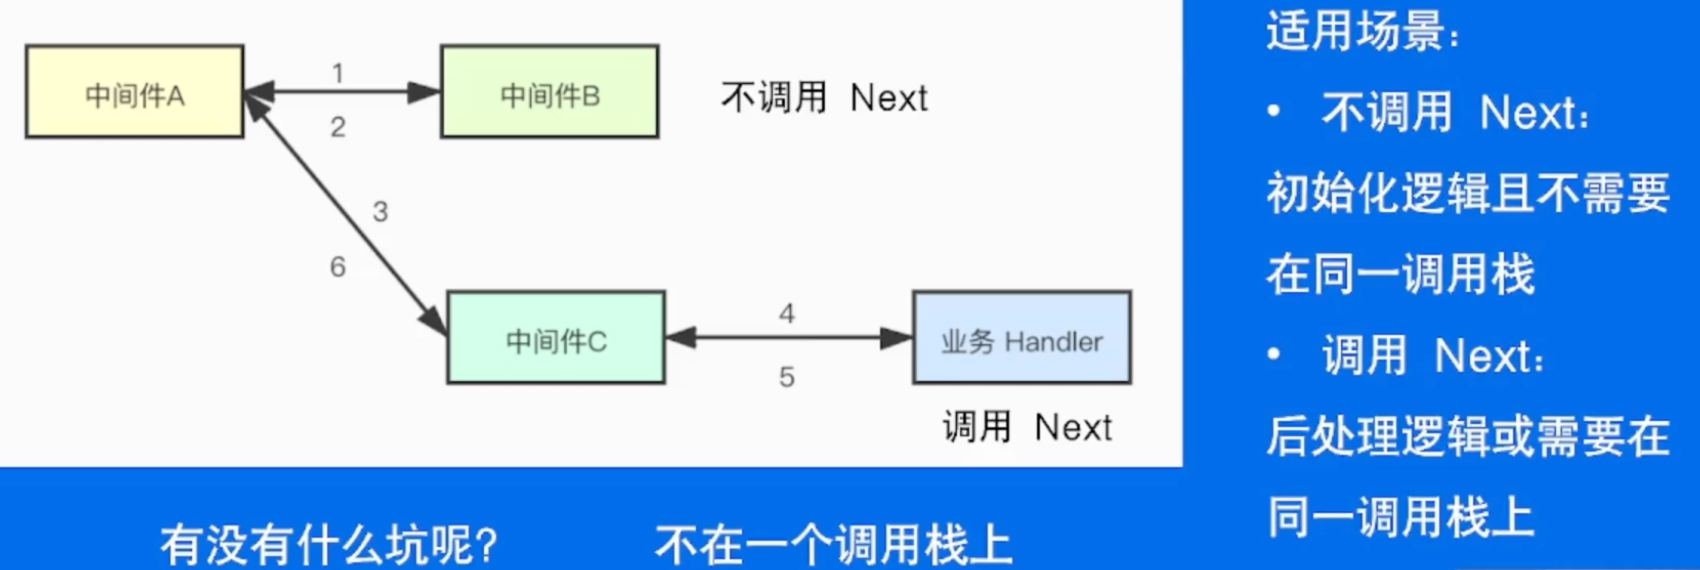 中间件A
1
2
中间件B
不调用 Next
3
6
中间件C
4
5
业务 Handler
调用 Next
有没有什么坑呢?
不在一个调用栈上
适用场景:
• 不调用 Next:
初始化逻辑且不需要
在同一调用栈
• 调用 Next:
后处理逻辑或需要在
同一调用栈上